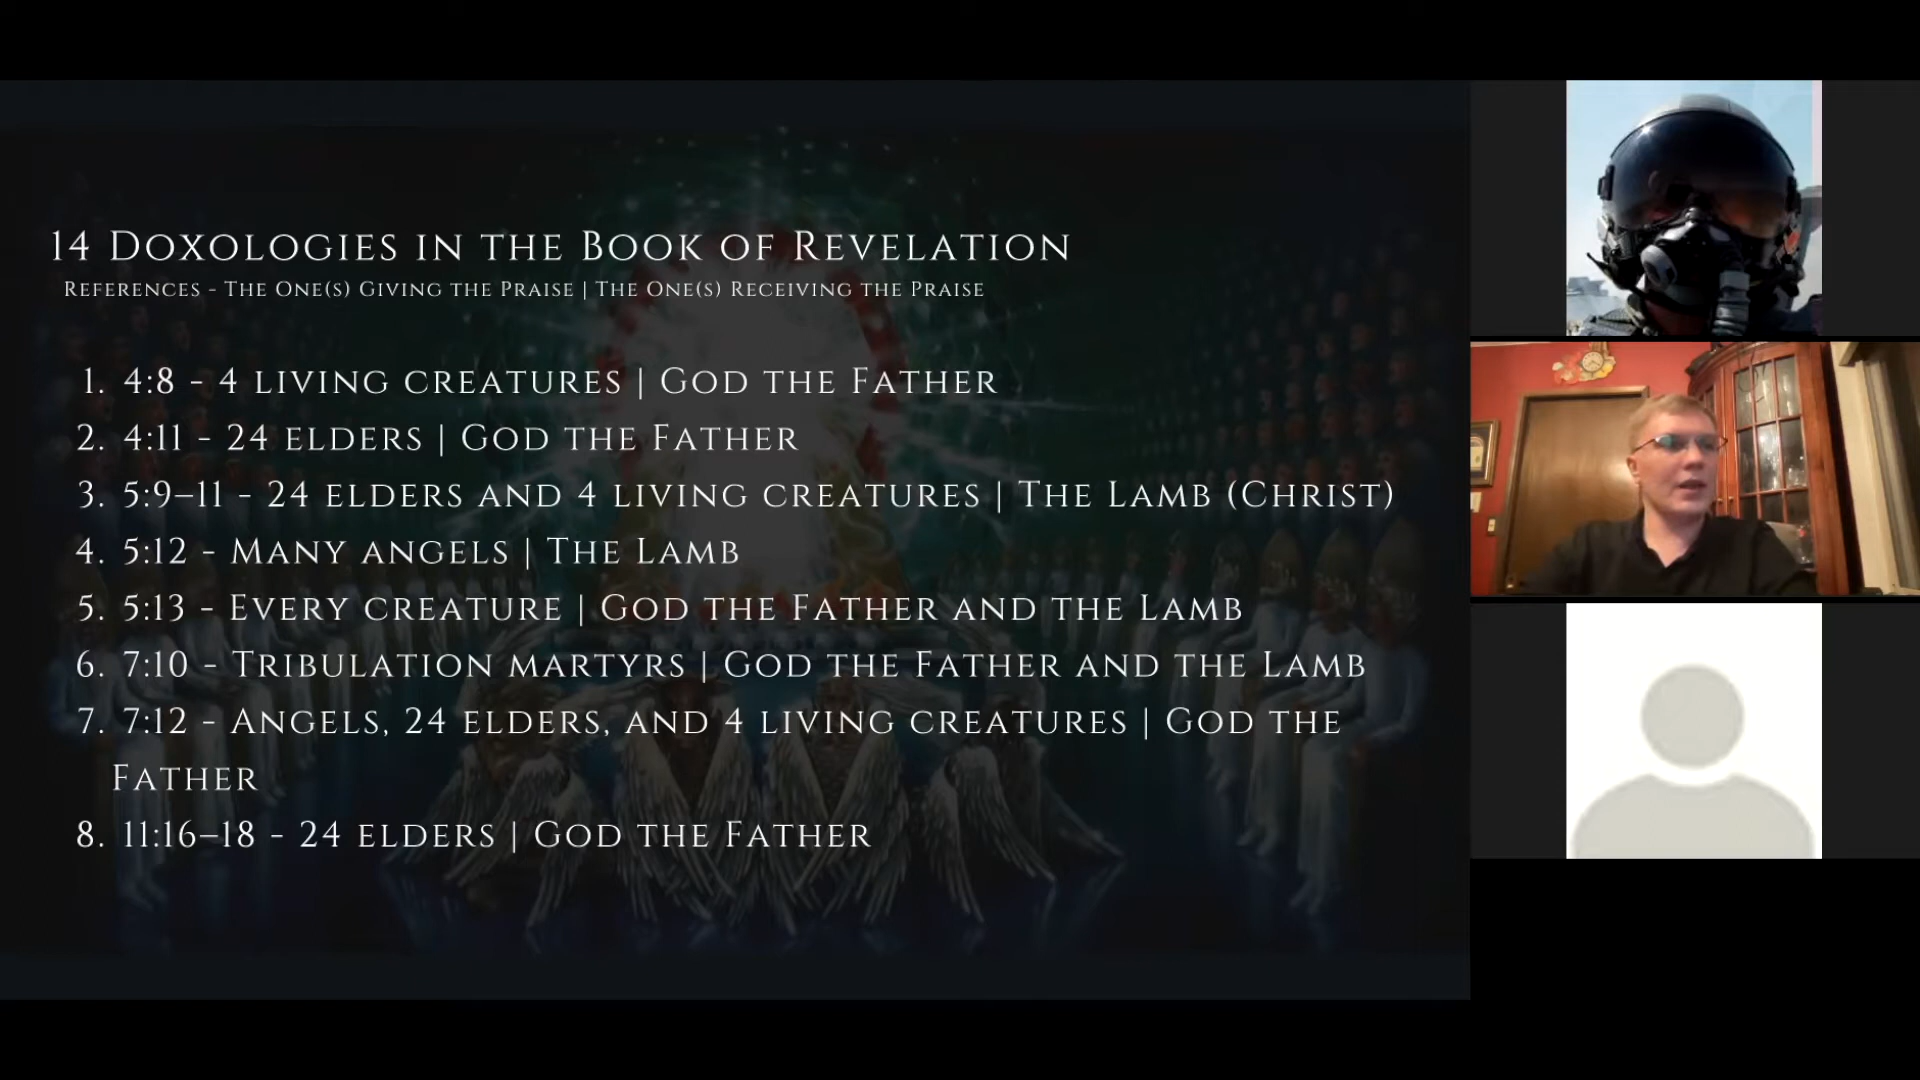 14 Doxologies in the Book of Revelation
References - The One(s) Giving the Praise | The One(s) Receiving the Praise
1. 4:8 - 4 living creatures | God the Father
2. 4:11 - 24 elders | God the Father
3. 5:9–11 - 24 elders and 4 living creatures | The Lamb (Christ)
4. 5:12 - Many angels | The Lamb
5. 5:13 - Every creature | God the Father and the Lamb
6. 7:10 - Tribulation martyrs | God the Father and the Lamb
7. 7:12 - Angels, 24 elders, and 4 living creatures | God the
Father
8. 11:16–18 - 24 elders | God the Father